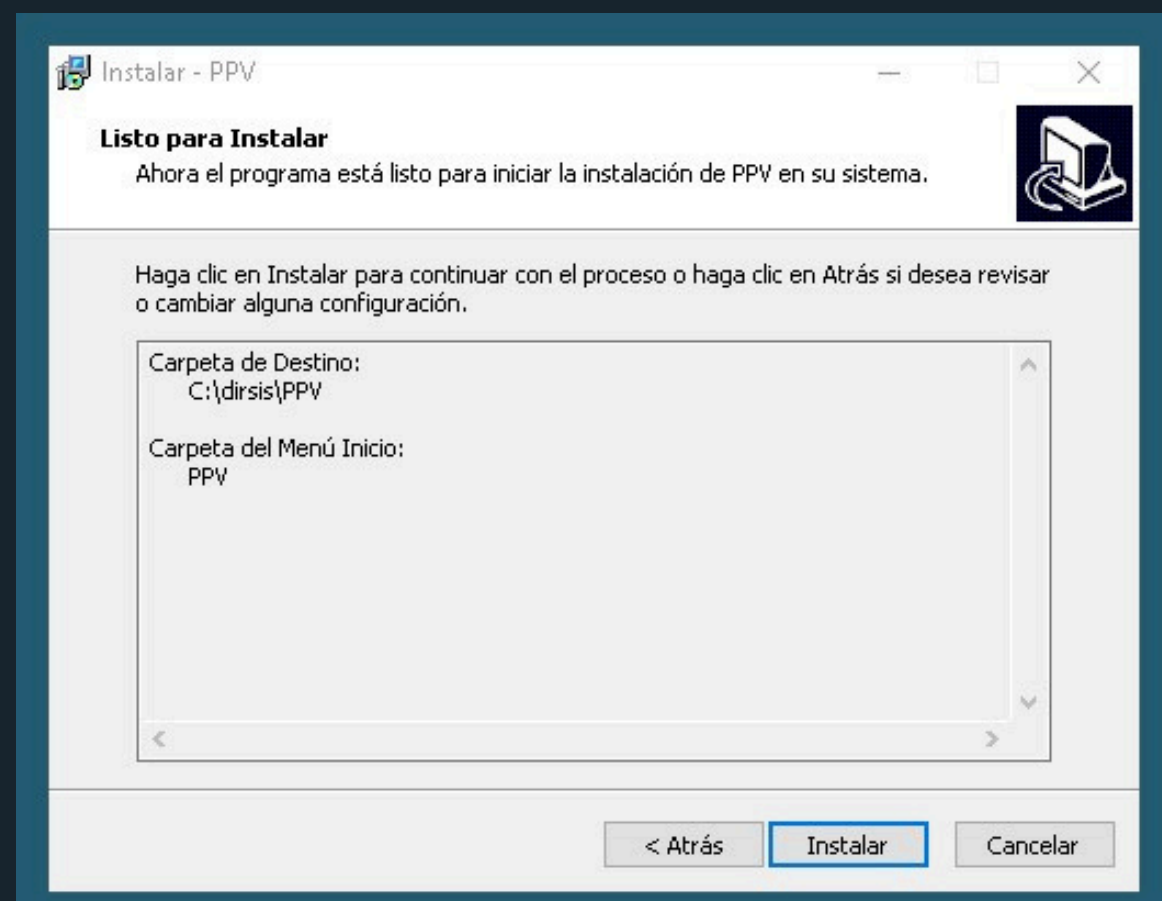 Instalar - PPV
Listo para Instalar
Ahora el programa está listo para iniciar la instalación de PPV en su sistema.
Haga clic en Instalar para continuar con el proceso o haga clic en Atrás si desea revisar
o cambiar alguna configuración.
Carpeta de Destino:
C:\dirsis\PPV
Carpeta del Menú Inicio:
PPV
< Atrás
Instalar
Cancelar